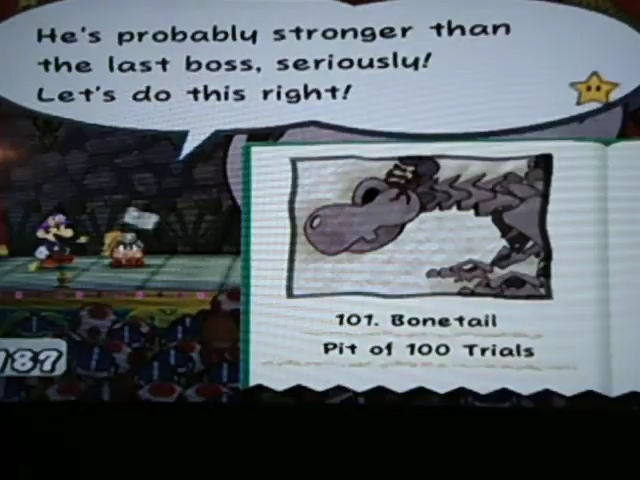 He's probably stronger than
the last boss, seriously!
Let's do this right!
101. Bonetail
Pit of 100 Trials
187